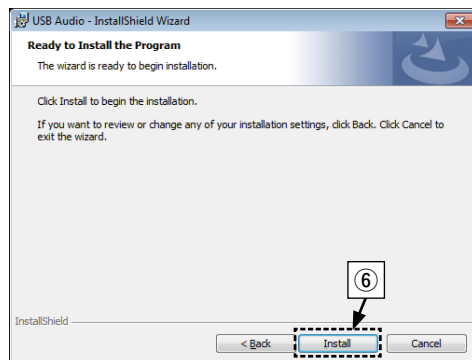 USB Audio - InstallShield Wizard
Ready to Install the Program
The wizard is ready to begin installation.
Click Install to begin the installation.
If you want to review or change any of your installation settings, click Back. Click Cancel to
exit the wizard.
⑥
InstallShield
< Back
Install
Cancel